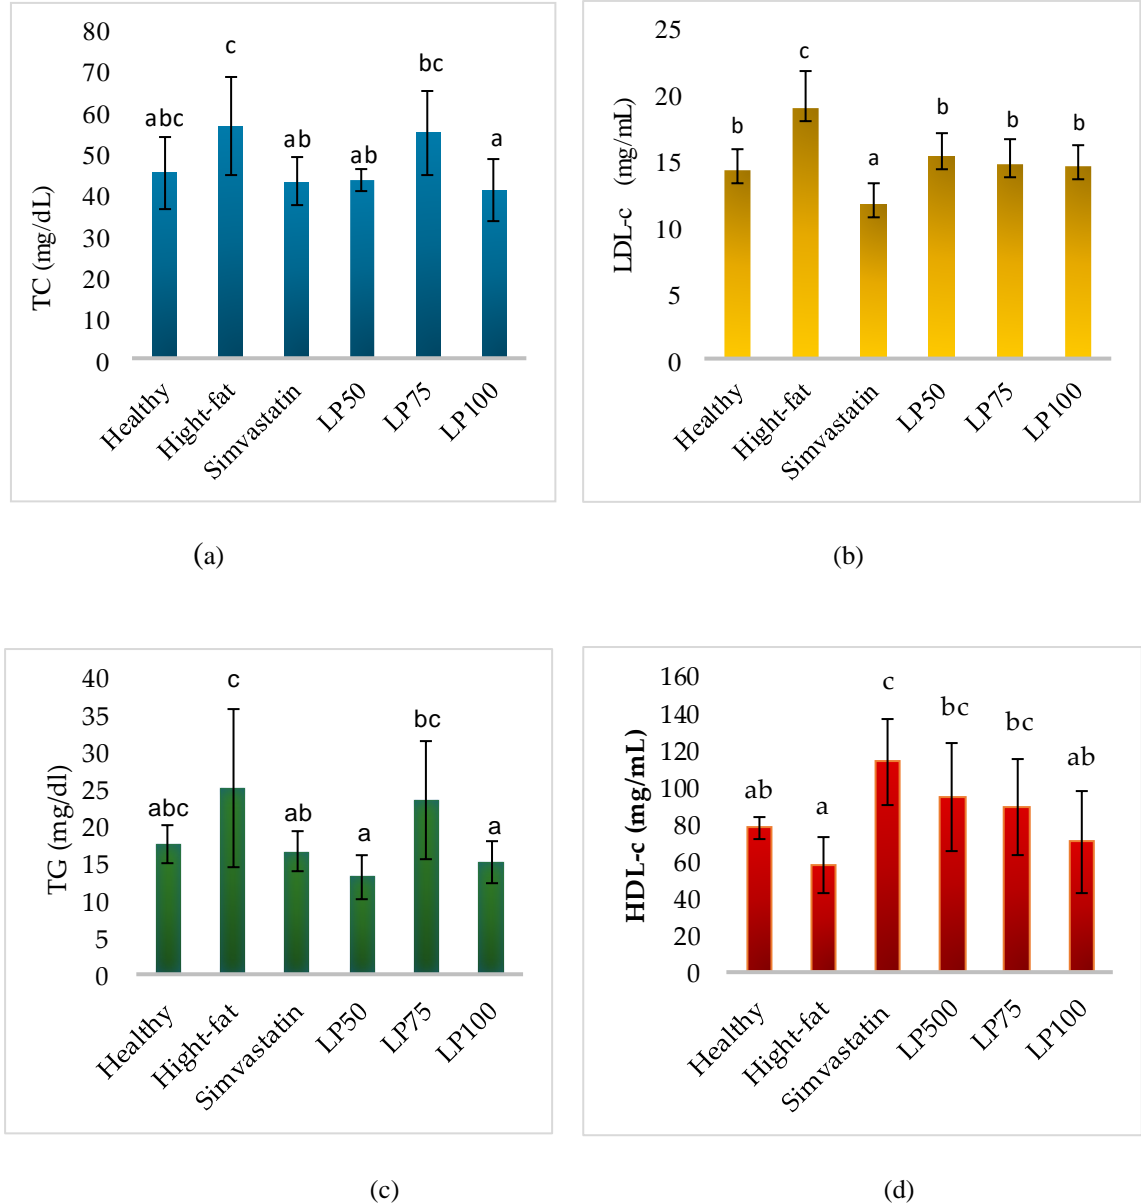 80
70
60
50
40
30
20
10
0
TC (mg/dL)
abc
c
ab
ab
bc
a
Healthy
Hight-fat
Simvastatin
LP50
LP75
LP100
(a)
25
20
15
10
5
0
LDL-c (mg/mL)
b
c
a
b
b
b
Healthy
Hight-fat
Simvastatin
LP50
LP75
LP100
(b)
40
35
30
25
20
15
10
5
0
TG (mg/dl)
abc
c
ab
a
bc
a
Healthy
Hight-fat
Simvastatin
LP50
LP75
LP100
(c)
160
140
120
100
80
60
40
20
0
HDL-c (mg/mL)
ab
a
c
bc
bc
ab
Healthy
Hight-fat
Simvastatin
LP500
LP75
LP100
(d)